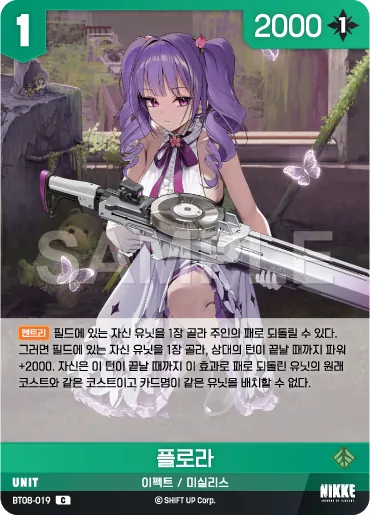 1
2000 1
SAMPLE
엔트리 필드에 있는 자신 유닛을 1장 골라 주인의 패로 되돌릴 수 있다.
그러면 필드에 있는 자신 유닛을 1장 골라, 상대의 턴이 끝날 때까지 파워
+2000. 자신은 이 턴이 끝날 때까지 이 효과로 패로 되돌린 유닛의 원래
코스트와 같은 코스트이고 카드명이 같은 유닛을 배치할 수 없다.
플로라
UNIT
이펙트 / 미실리스
BT08-019 C
© SHIFT UP Corp.
NIKKE